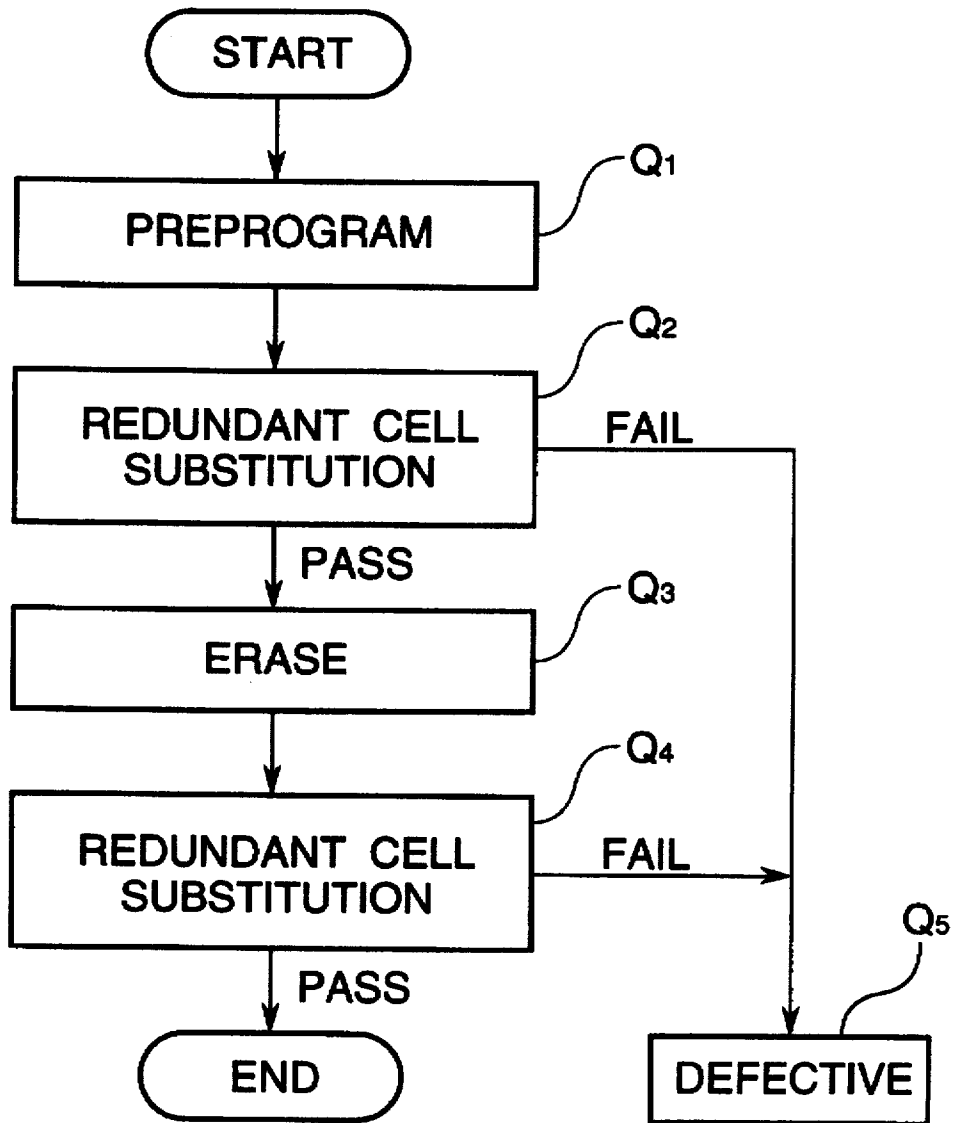 START
Q1
PREPROGRAM
Q2
REDUNDANT CELL
SUBSTITUTION
FAIL
PASS
Q3
ERASE
Q4
REDUNDANT CELL
SUBSTITUTION
FAIL
PASS
Q5
END
DEFECTIVE